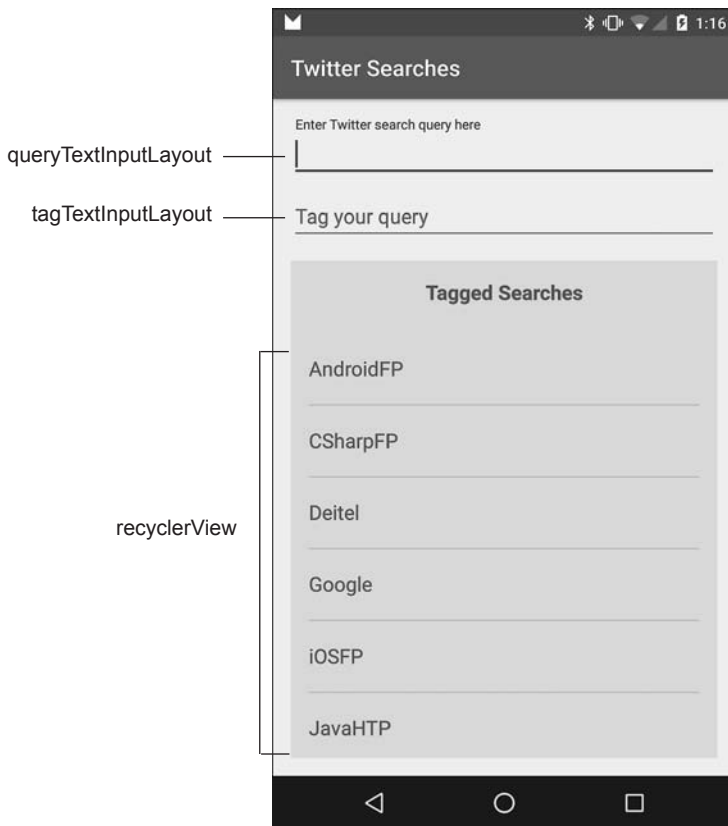 1:16
Twitter Searches
Enter Twitter search query here
queryTextInputLayout
tagTextInputLayout
Tag your query
Tagged Searches
AndroidFP
CSharpFP
Deitel
recyclerView
Google
iOSFP
JavaHTP